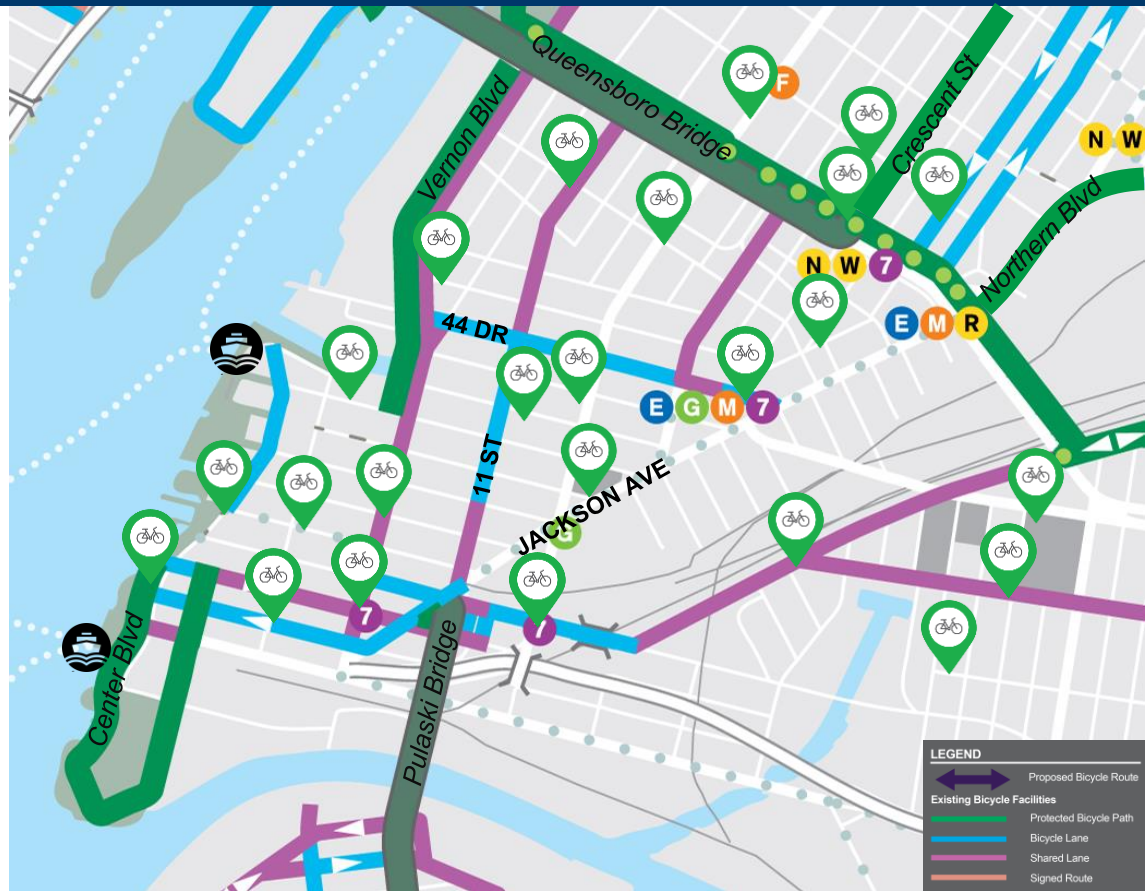 Queensboro Bridge
F
Vernon Blvd
Crescent St
N W
Northern Blvd
N W 7
44 DR
E M R
E G M 7
11 ST
JACKSON AVE
G
7
7
Center Blvd
Pulaski Bridge
LEGEND
Proposed Bicycle Route
Existing Bicycle Facilities
Protected Bicycle Path
Bicycle Lane
Shared Lane
Signed Route